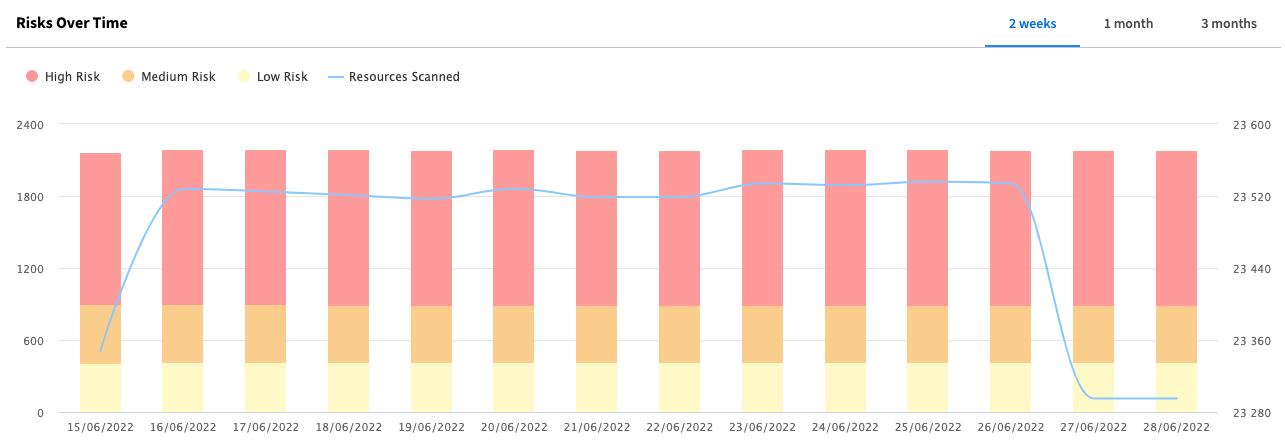 Risks Over Time
2 weeks 1 month 3 months
High Risk Medium Risk Low Risk Resources Scanned
2400 23 600
1800 23 520
1200 23 440
600 23 360
0 23 280
15/06/2022 16/06/2022 17/06/2022 18/06/2022 19/06/2022 20/06/2022 21/06/2022 22/06/2022 23/06/2022 24/06/2022 25/06/2022 26/06/2022 27/06/2022 28/06/2022